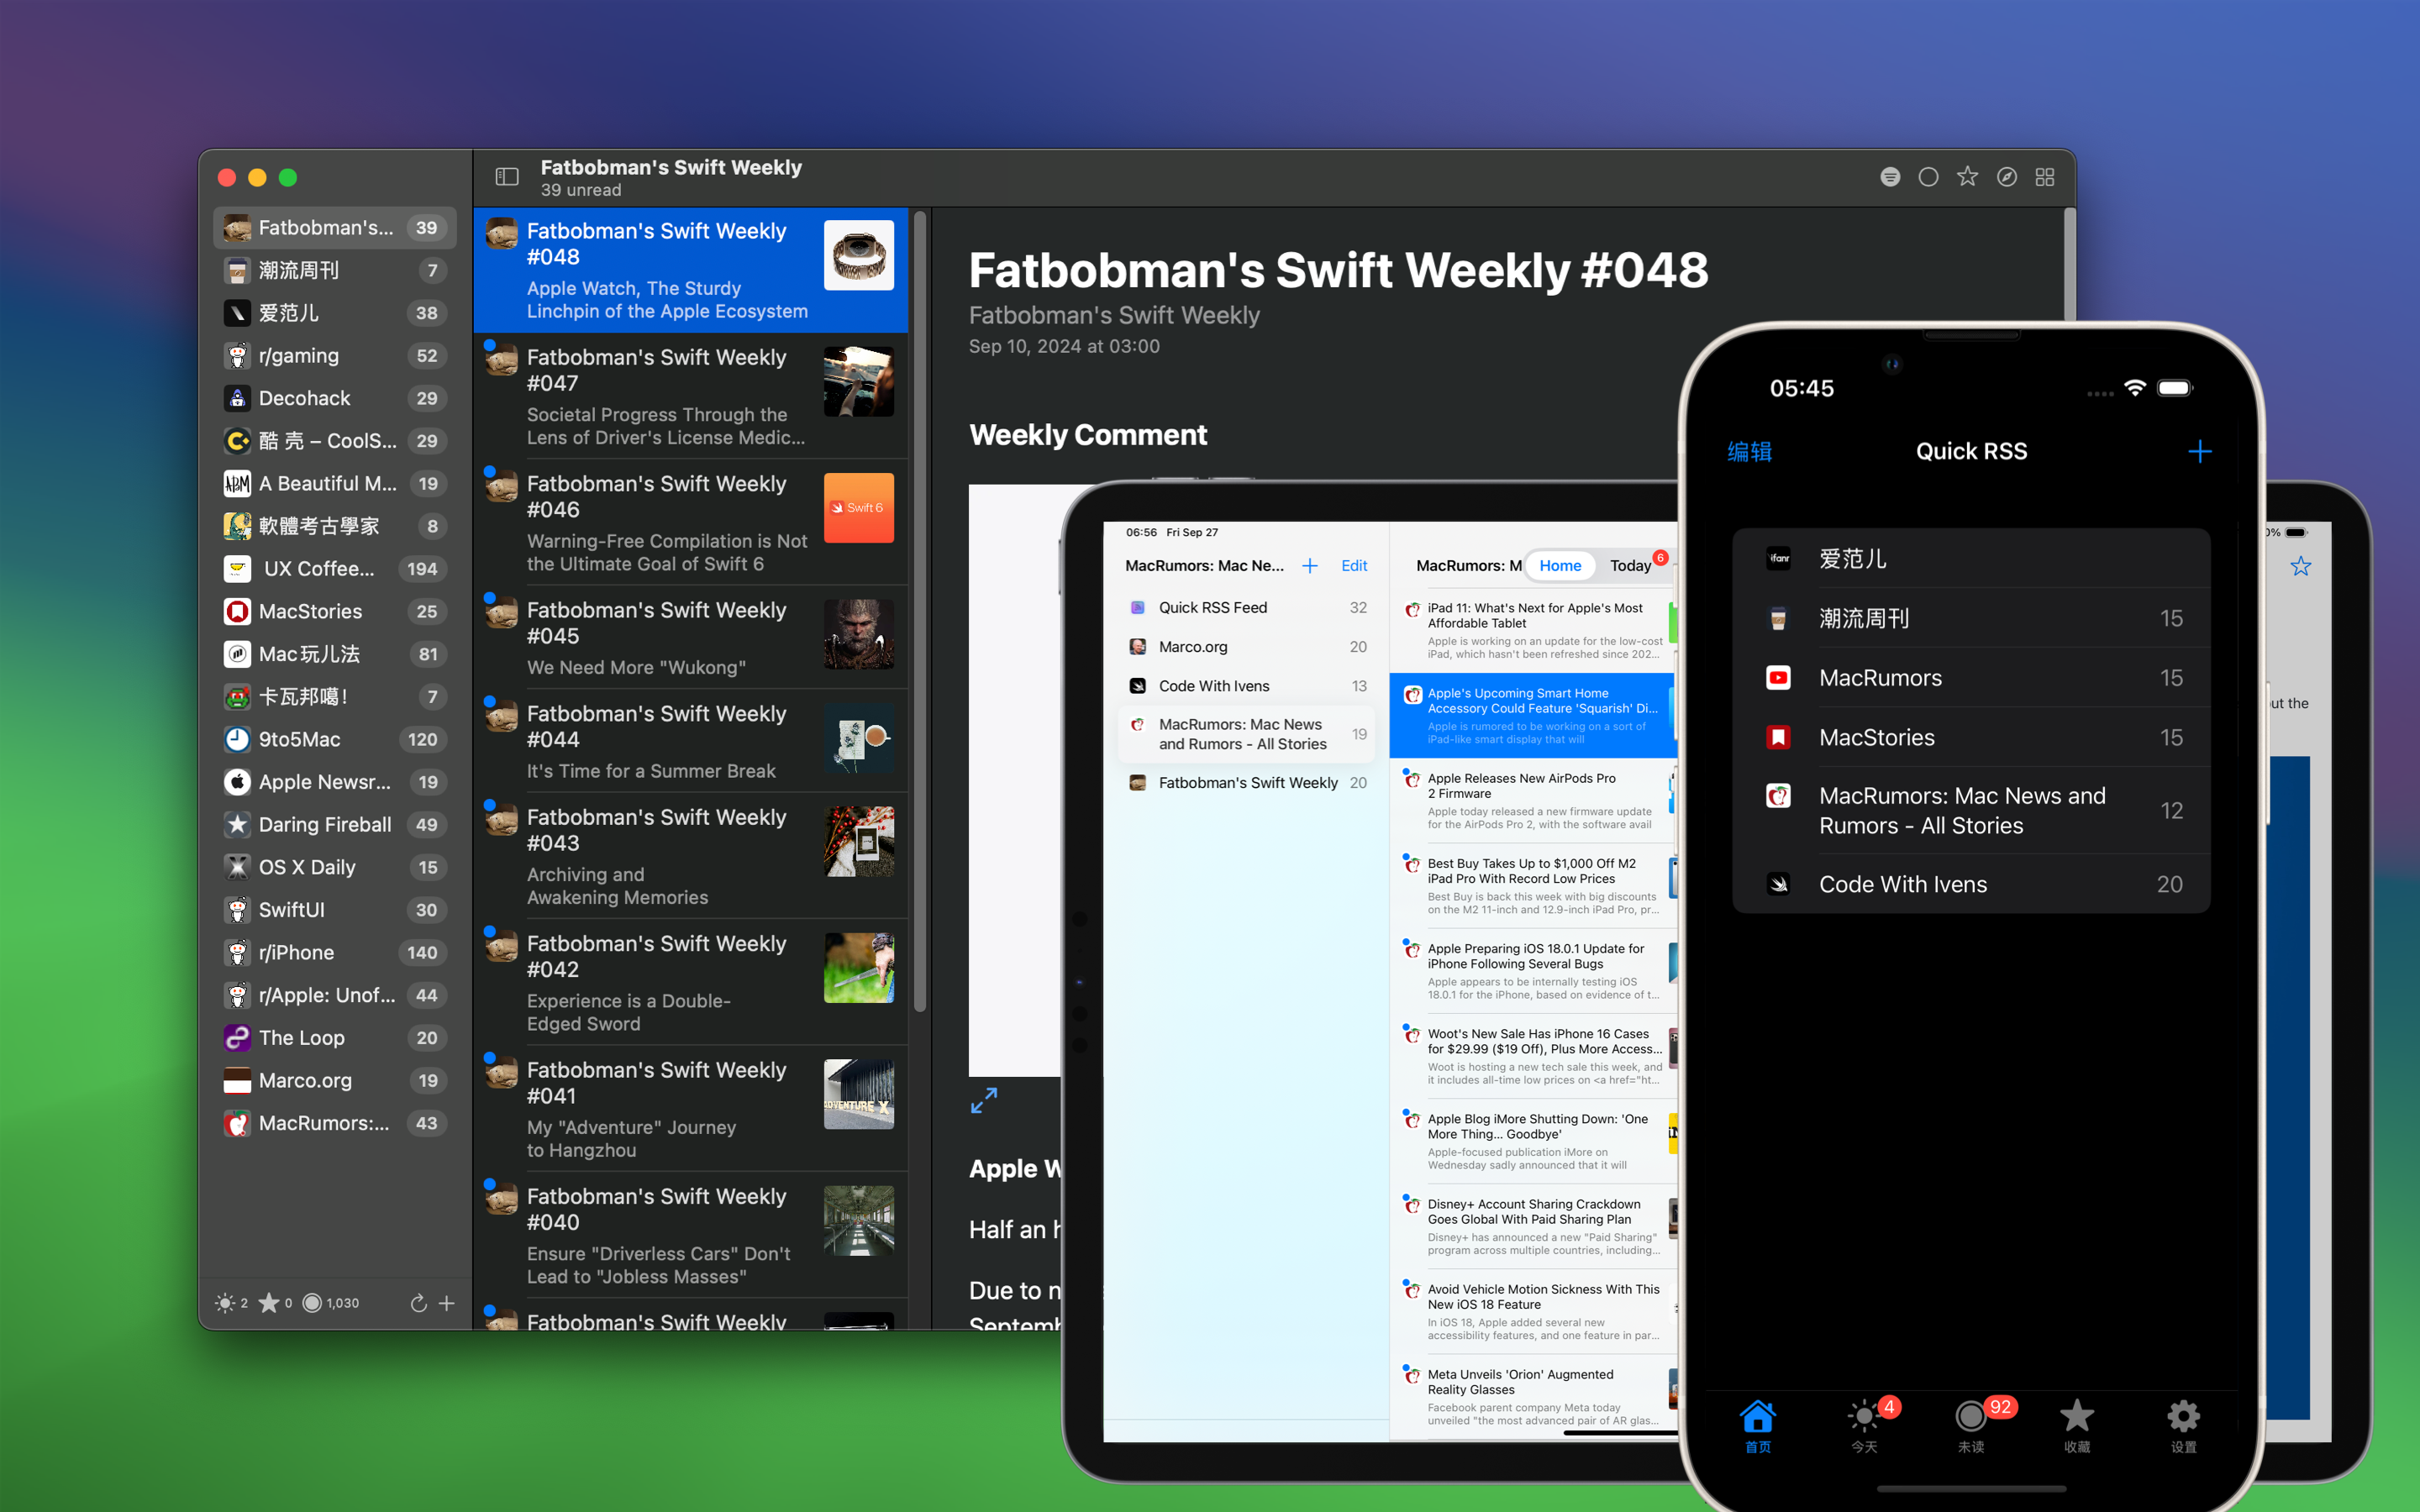 Fatbobman's Swift Weekly
39 unread
Fatbobman's... 39
潮流周刊 7
爱范儿 38
r/gaming 52
Decohack 29
酷 壳 – CoolS... 29
A Beautiful M... 19
軟體考古學家 8
UX Coffee... 194
MacStories 25
Mac玩儿法 81
卡瓦邦噶! 7
9to5Mac 120
Apple Newsr... 19
Daring Fireball 49
OS X Daily 15
SwiftUI 30
r/iPhone 140
r/Apple: Unof... 44
The Loop 20
Marco.org 19
MacRumors:... 43
2 0 1,030
Fatbobman's Swift Weekly
#048
Apple Watch, The Sturdy
Linchpin of the Apple Ecosystem
Fatbobman's Swift Weekly
#047
Societal Progress Through the
Lens of Driver's License Medic...
Fatbobman's Swift Weekly
#046
Warning-Free Compilation is Not
the Ultimate Goal of Swift 6
Swift 6
Fatbobman's Swift Weekly
#045
We Need More "Wukong"
Fatbobman's Swift Weekly
#044
It's Time for a Summer Break
Fatbobman's Swift Weekly
#043
Archiving and
Awakening Memories
Fatbobman's Swift Weekly
#042
Experience is a Double-
Edged Sword
Fatbobman's Swift Weekly
#041
My "Adventure" Journey
to Hangzhou
ADVENTURE X
Fatbobman's Swift Weekly
#040
Ensure "Driverless Cars" Don't
Lead to "Jobless Masses"
Fatbobman's Swift Weekly
Fatbobman's Swift Weekly #048
Fatbobman's Swift Weekly
Sep 10, 2024 at 03:00
Weekly Comment
Apple W
Half an h
Due to n
Septemb
06:56 Fri Sep 27
MacRumors: Mac Ne... Edit
Quick RSS Feed 32
Marco.org 20
Code With Ivens 13
MacRumors: Mac News
and Rumors - All Stories 19
Fatbobman's Swift Weekly 20
MacRumors: M Home Today 6
iPad 11: What's Next for Apple's Most
Affordable Tablet
Apple is working on an update for the low-cost
iPad, which hasn't been refreshed since 202...
Apple's Upcoming Smart Home
Accessory Could Feature 'Squarish' Di...
Apple is rumored to be working on a sort of
iPad-like smart display that will
Apple Releases New AirPods Pro
2 Firmware
Apple today released a new firmware update
for the AirPods Pro 2, with the software avail
Best Buy Takes Up to $1,000 Off M2
iPad Pro With Record Low Prices
Best Buy is back this week with big discounts
on the M2 11-inch and 12.9-inch iPad Pro, pr...
Apple Preparing iOS 18.0.1 Update for
iPhone Following Several Bugs
Apple appears to be internally testing iOS
18.0.1 for the iPhone, based on evidence of t...
Woot's New Sale Has iPhone 16 Cases
for $29.99 ($19 Off), Plus More Access...
Woot is hosting a new tech sale this week, and
it includes all-time low prices on <a href="ht...
Apple Blog iMore Shutting Down: 'One
More Thing... Goodbye'
Apple-focused publication iMore on
Wednesday sadly announced that it will
Disney+ Account Sharing Crackdown
Goes Global With Paid Sharing Plan
Disney+ has announced a new "Paid Sharing"
program across multiple countries, including...
Avoid Vehicle Motion Sickness With This
New iOS 18 Feature
In iOS 18, Apple added several new
accessibility features, and one feature in par...
Meta Unveils 'Orion' Augmented
Reality Glasses
Facebook parent company Meta today
unveiled "the most advanced pair of AR glas...
0%
ut the
05:45
编辑 Quick RSS
ifanr 爱范儿
潮流周刊 15
MacRumors 15
MacStories 15
MacRumors: Mac News and
Rumors - All Stories 12
Code With Ivens 20
4 92
首页 今天 未读 收藏 设置